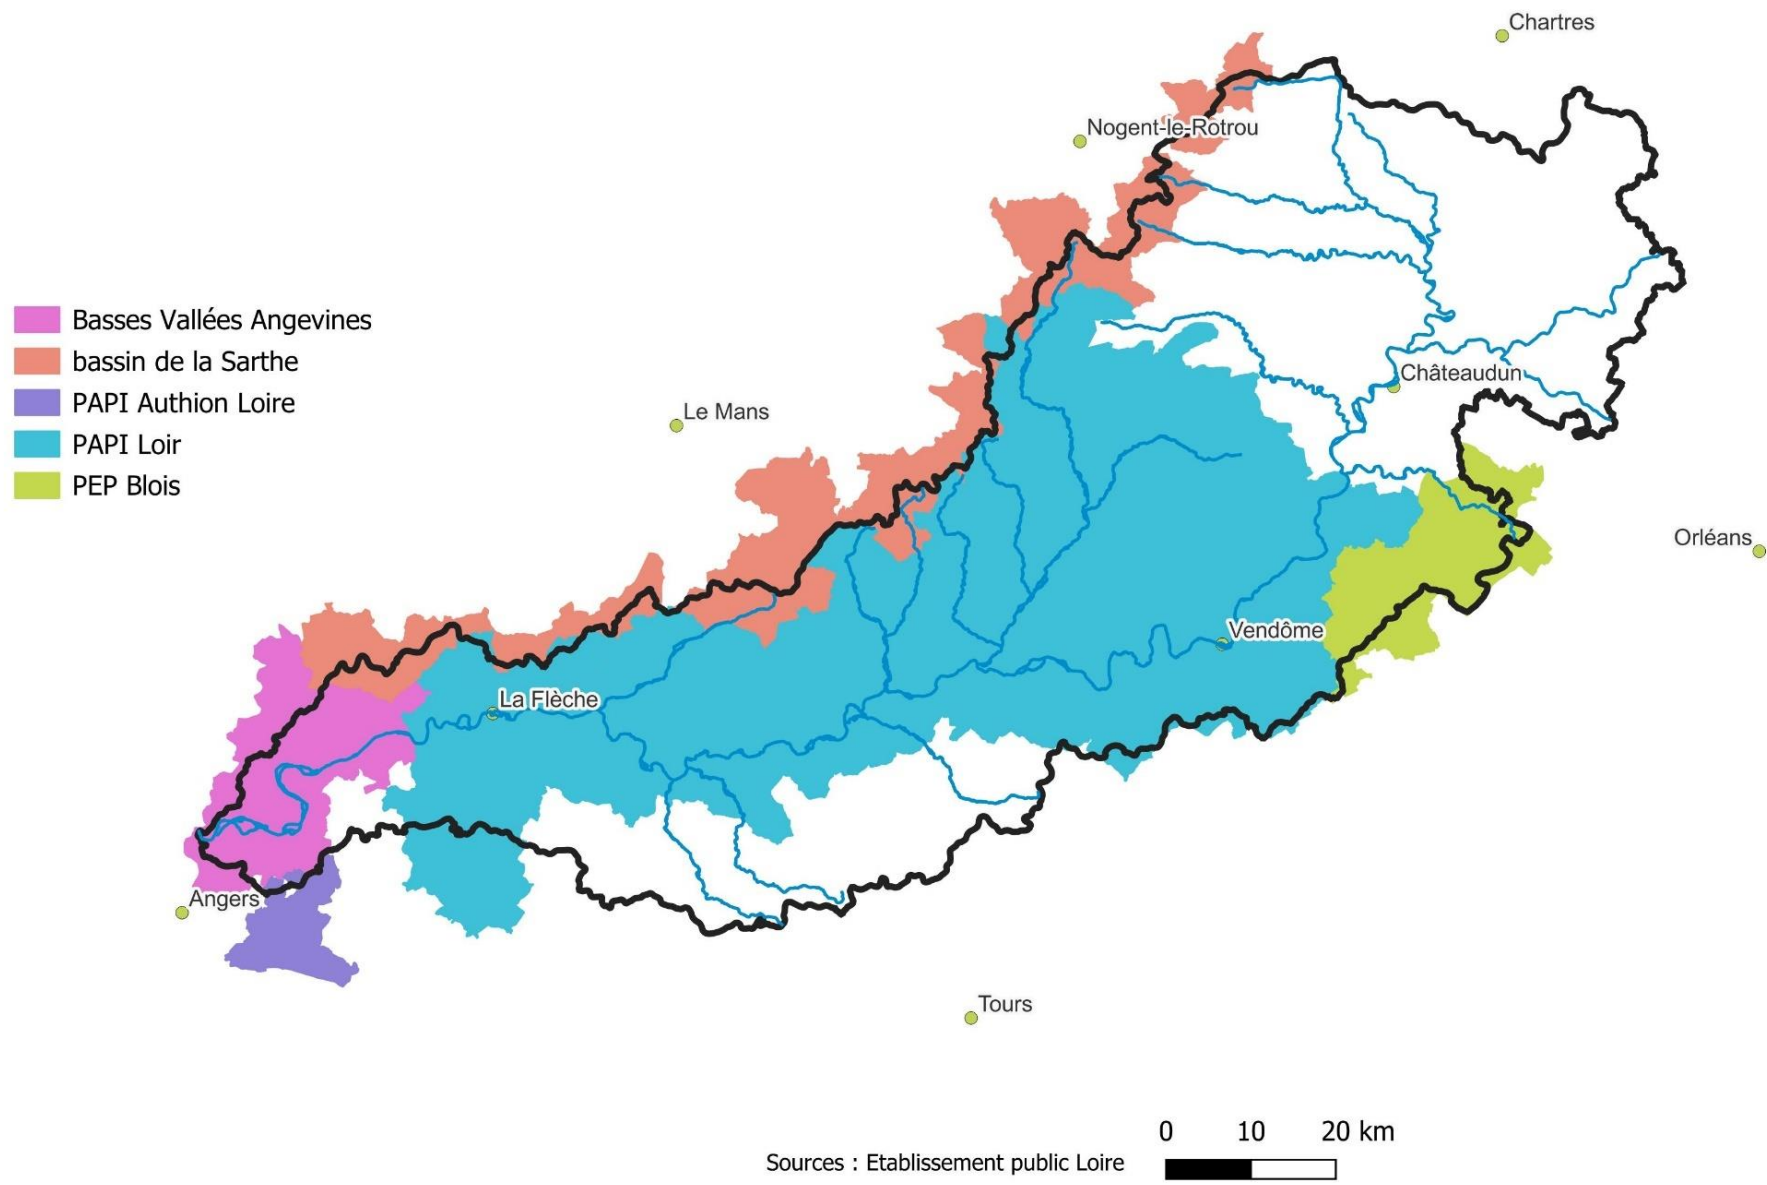 Chartres
Nogent-le-Rotrou
Basses Vallées Angevines
bassin de la Sarthe
PAPI Authion Loire
PAPI Loir
PEP Blois
Châteaudun
Le Mans
Orléans
Vendôme
La Flèche
Angers
Tours
0 10 20 km
Sources : Etablissement public Loire